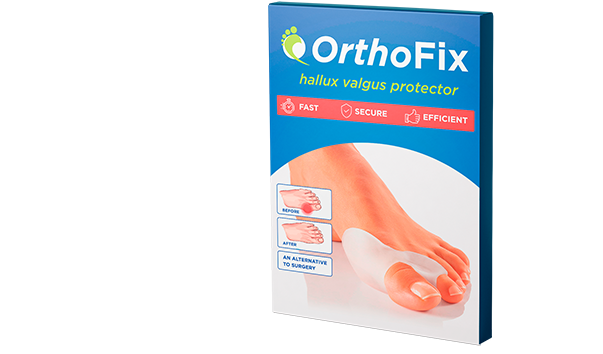 OrthoFix
hallux valgus protector
FAST
SECURE
EFFICIENT
BEFORE
AFTER
AN ALTERNATIVE
TO SURGERY